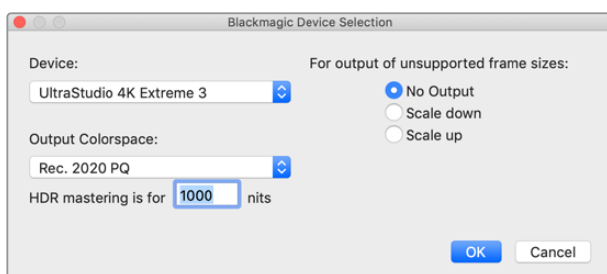 Blackmagic Device Selection
Device:
UltraStudio 4K Extreme 3
Output Colorspace:
Rec. 2020 PQ
HDR mastering is for 1000 nits
For output of unsupported frame sizes:
No Output
Scale down
Scale up
OK Cancel